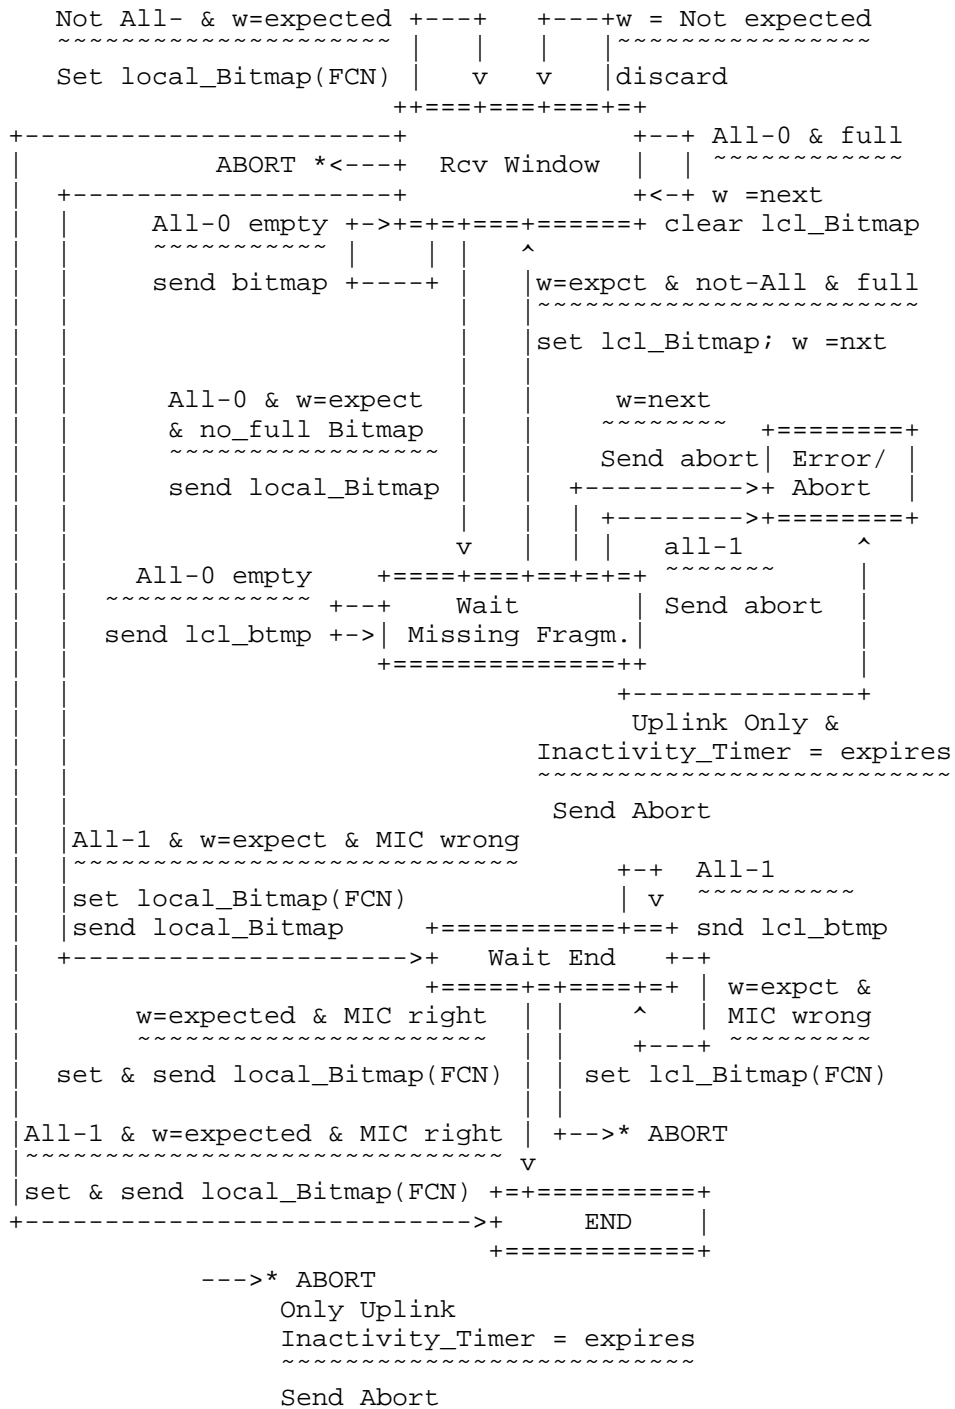 Not All- & w=expected +---+   +---+w = Not expected
~~~~~~~~~~~~~~~~~~~~~ |   |   |   |~~~~~~~~~~~~~~~~
Set local_Bitmap(FCN) |   v   v   |discard
++===+===+===+=+
+-----------------------+              +--+ All-0 & full
|            ABORT *<---+  Rcv Window  |  | ~~~~~~~~~~~~
|  +--------------------+              +<-+ w =next
|  |     All-0 empty +->+=+=+===+======+ clear lcl_Bitmap
|  |     ~~~~~~~~~~~ |    | |   ^
|  |     send bitmap +----+ |   |w=expct & not-All & full
|  |                        |   |~~~~~~~~~~~~~~~~~~~~~~~~
|  |                        |   |set lcl_Bitmap; w =nxt
|  |                        |   |
|  |      All-0 & w=expect  |   |     w=next
|  |      & no_full Bitmap  |   |    ~~~~~~~~  +========+
|  |      ~~~~~~~~~~~~~~~~~ |   |    Send abort| Error/ |
|  |      send local_Bitmap |   |  +---------->+ Abort  |
|  |                        |   |  | +-------->+========+
|  |                        v   |  | |   all-1       ^
|  |    All-0 empty    +====+===+==+=+=+ ~~~~~~~     |
|  |  ~~~~~~~~~~~~~ +--+    Wait       | Send abort  |
|  |  send lcl_btmp +->| Missing Fragm.|             |
|  |                   +==============++             |
|  |                                  +--------------+
|  |                                   Uplink Only &
|  |                             Inactivity_Timer = expires
|  |                             ~~~~~~~~~~~~~~~~~~~~~~~~~~
|  |                              Send Abort
|  |All-1 & w=expect & MIC wrong
|  |~~~~~~~~~~~~~~~~~~~~~~~~~~~~      +-+  All-1
|  |set local_Bitmap(FCN)             | v  ~~~~~~~~~~
|  |send local_Bitmap     +===========+==+ snd lcl_btmp
|  +--------------------->+   Wait End   +-+
|                         +=====+=+====+=+ | w=expct &
|       w=expected & MIC right  | |    ^   | MIC wrong
|       ~~~~~~~~~~~~~~~~~~~~~~  | |    +---+ ~~~~~~~~~
|  set & send local_Bitmap(FCN) | | set lcl_Bitmap(FCN)
|                               | |
|All-1 & w=expected & MIC right | +-->* ABORT
|~~~~~~~~~~~~~~~~~~~~~~~~~~~~~~ v
|set & send local_Bitmap(FCN) +=+==========+
+---------------------------->+     END    |
+============+
--->* ABORT
Only Uplink
Inactivity_Timer = expires
~~~~~~~~~~~~~~~~~~~~~~~~~~
Send Abort